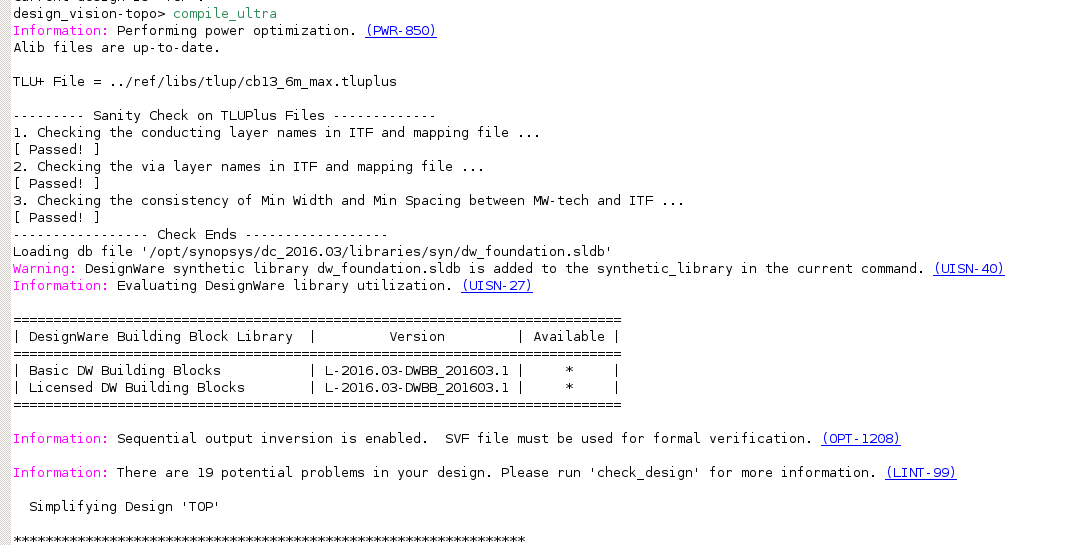 design_vision-topo> compile_ultra
Information: Performing power optimization. (PWR-850)
Alib files are up-to-date.
TLU+ File = ../ref/libs/tlup/cb13_6m_max.tluplus
--------- Sanity Check on TLUPlus Files -------------
1. Checking the conducting layer names in ITF and mapping file ...
[ Passed! ]
2. Checking the via layer names in ITF and mapping file ...
[ Passed! ]
3. Checking the consistency of Min Width and Min Spacing between MW-tech and ITF ...
[ Passed! ]
----------------- Check Ends ------------------
Loading db file '/opt/synopsys/dc_2016.03/libraries/syn/dw_foundation.sldb'
Warning: DesignWare synthetic library dw_foundation.sldb is added to the synthetic_library in the current command. (UISN-40)
Information: Evaluating DesignWare library utilization. (UISN-27)
============================================================================
| DesignWare Building Block Library  |         Version         | Available |
============================================================================
| Basic DW Building Blocks           | L-2016.03-DWBB_201603.1 |     *     |
| Licensed DW Building Blocks        | L-2016.03-DWBB_201603.1 |     *     |
============================================================================
Information: Sequential output inversion is enabled.  SVF file must be used for formal verification. (OPT-1208)
Information: There are 19 potential problems in your design. Please run 'check_design' for more information. (LINT-99)
  Simplifying Design 'TOP'
****************************************************************